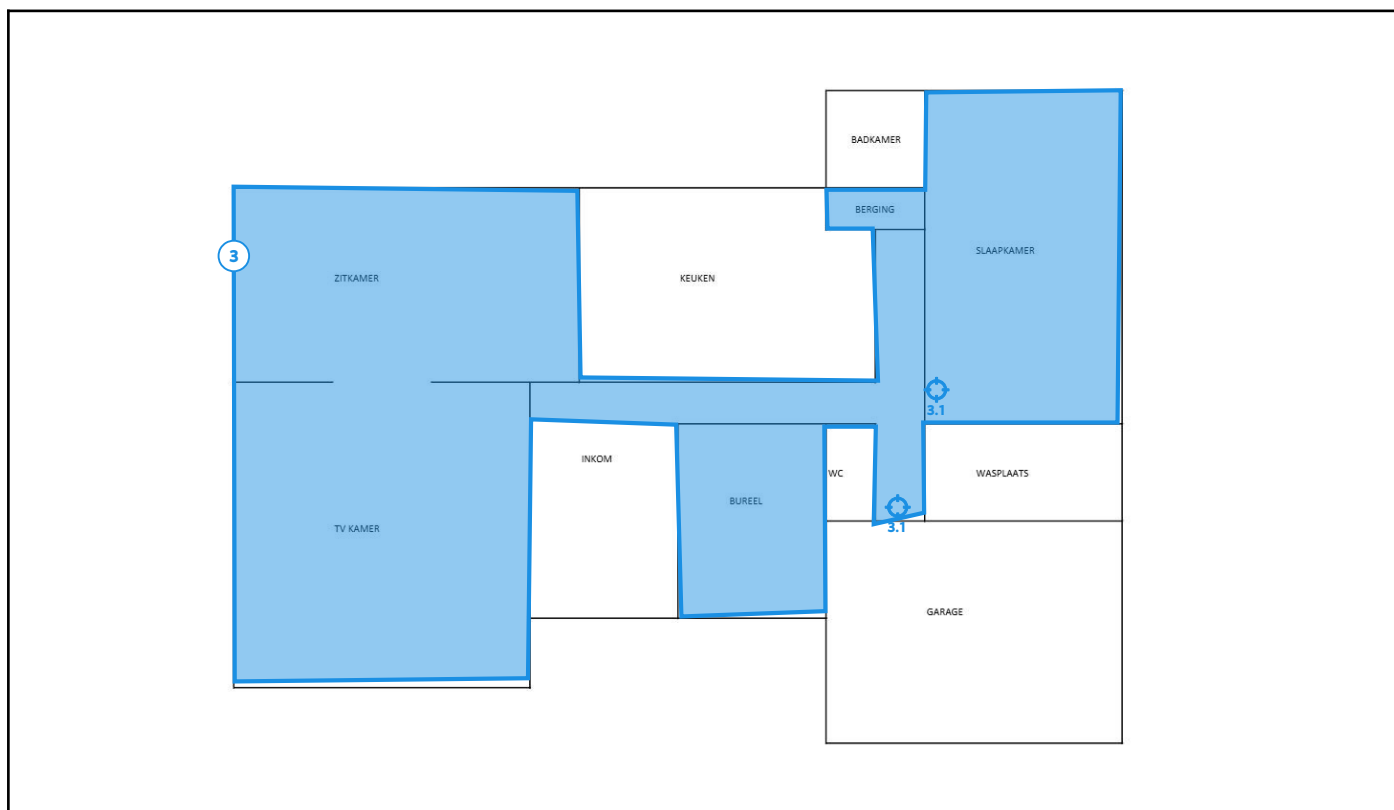 BADKAMER
BERGING
SLAAPKAMER
3
ZITKAMER
KEUKEN
3.1
INKOM
WC
WASPLAATS
BUREEL
TV KAMER
3.1
GARAGE